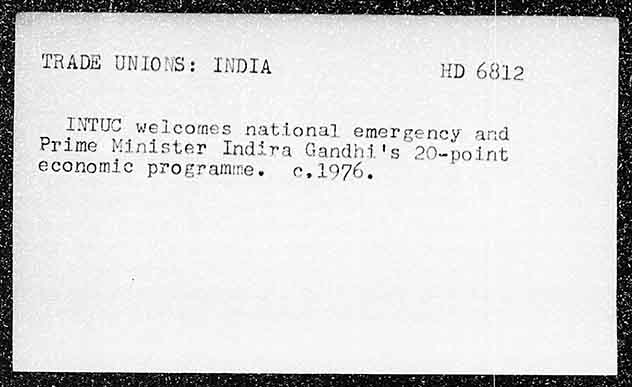 TRADE UNIONS: INDIA HD 6812
INTUC welcomes national emergency and
Prime Minister Indira Gandhi's 20-point
economic programme. c.1976.